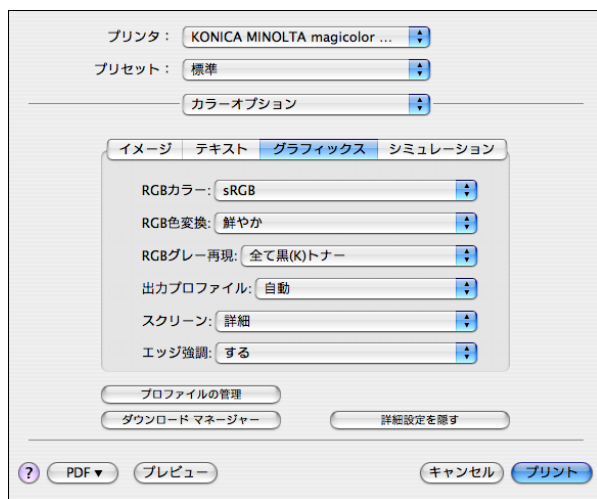 プリンタ： KONICA MINOLTA magicolor ...
プリセット： 標準
カラーオプション
イメージ テキスト グラフィックス シミュレーション
RGBカラー: sRGB
RGB色変換: 鮮やか
RGBグレー再現: 全て黒(K)トナー
出力プロファイル: 自動
スクリーン: 詳細
エッジ強調: する
プロファイルの管理
ダウンロード マネージャー 詳細設定を隠す
? PDF▼ プレビュー キャンセル プリント